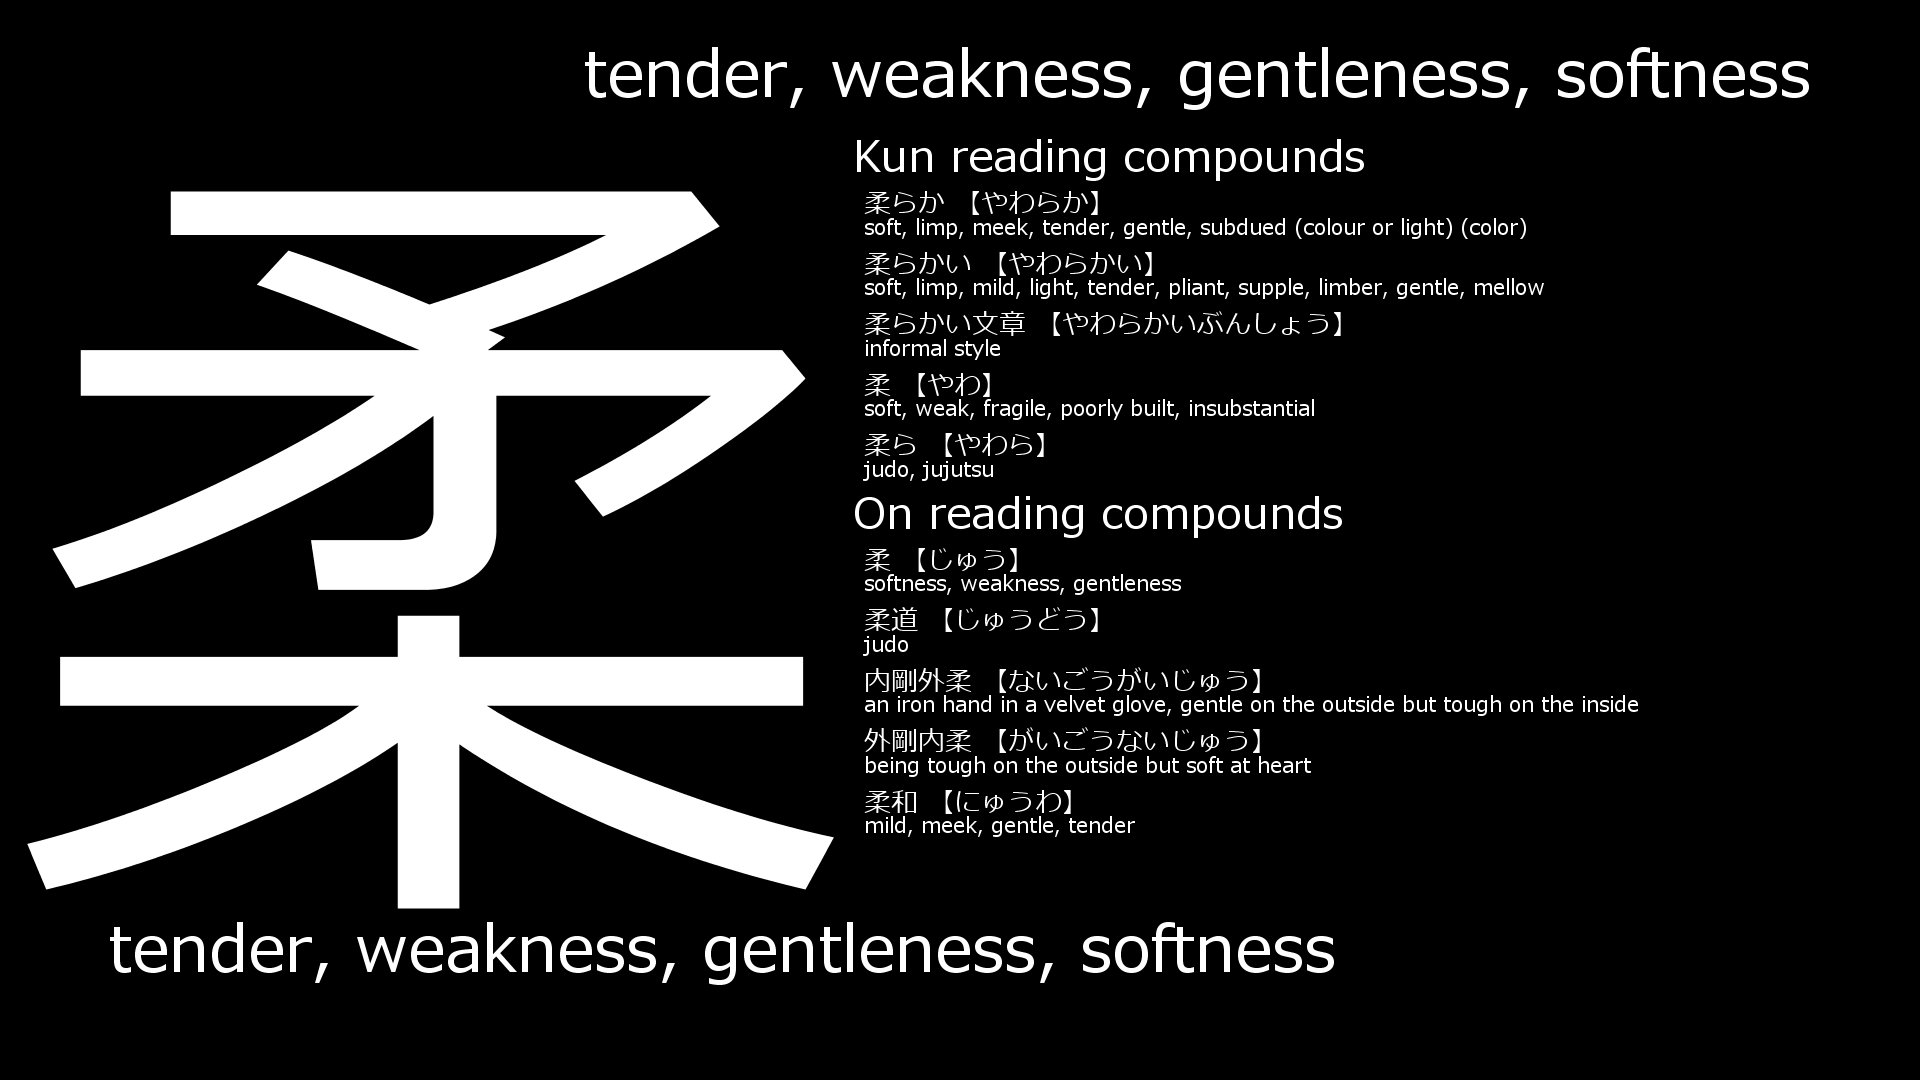 tender, weakness, gentleness, softness
柔
Kun reading compounds
柔らか 【やわらか】
soft, limp, meek, tender, gentle, subdued (colour or light) (color)
柔らかい 【やわらかい】
soft, limp, mild, light, tender, pliant, supple, limber, gentle, mellow
柔らかい文章 【やわらかいぶんしょう】
informal style
柔 【やわ】
soft, weak, fragile, poorly built, insubstantial
柔ら 【やわら】
judo, jujutsu
On reading compounds
柔 【じゅう】
softness, weakness, gentleness
柔道 【じゅうどう】
judo
内剛外柔 【ないごうがいじゅう】
an iron hand in a velvet glove, gentle on the outside but tough on the inside
外剛内柔 【がいごうないじゅう】
being tough on the outside but soft at heart
柔和 【にゅうわ】
mild, meek, gentle, tender
tender, weakness, gentleness, softness